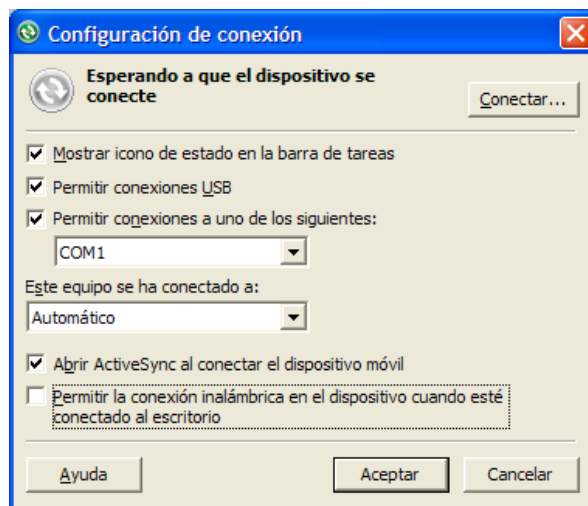 Configuración de conexión
Esperando a que el dispositivo se
conecte
Conectar...
Mostrar icono de estado en la barra de tareas
Permitir conexiones USB
Permitir conexiones a uno de los siguientes:
COM1
Este equipo se ha conectado a:
Automático
Abrir ActiveSync al conectar el dispositivo móvil
Permitir la conexión inalámbrica en el dispositivo cuando esté
conectado al escritorio
Ayuda
Aceptar
Cancelar